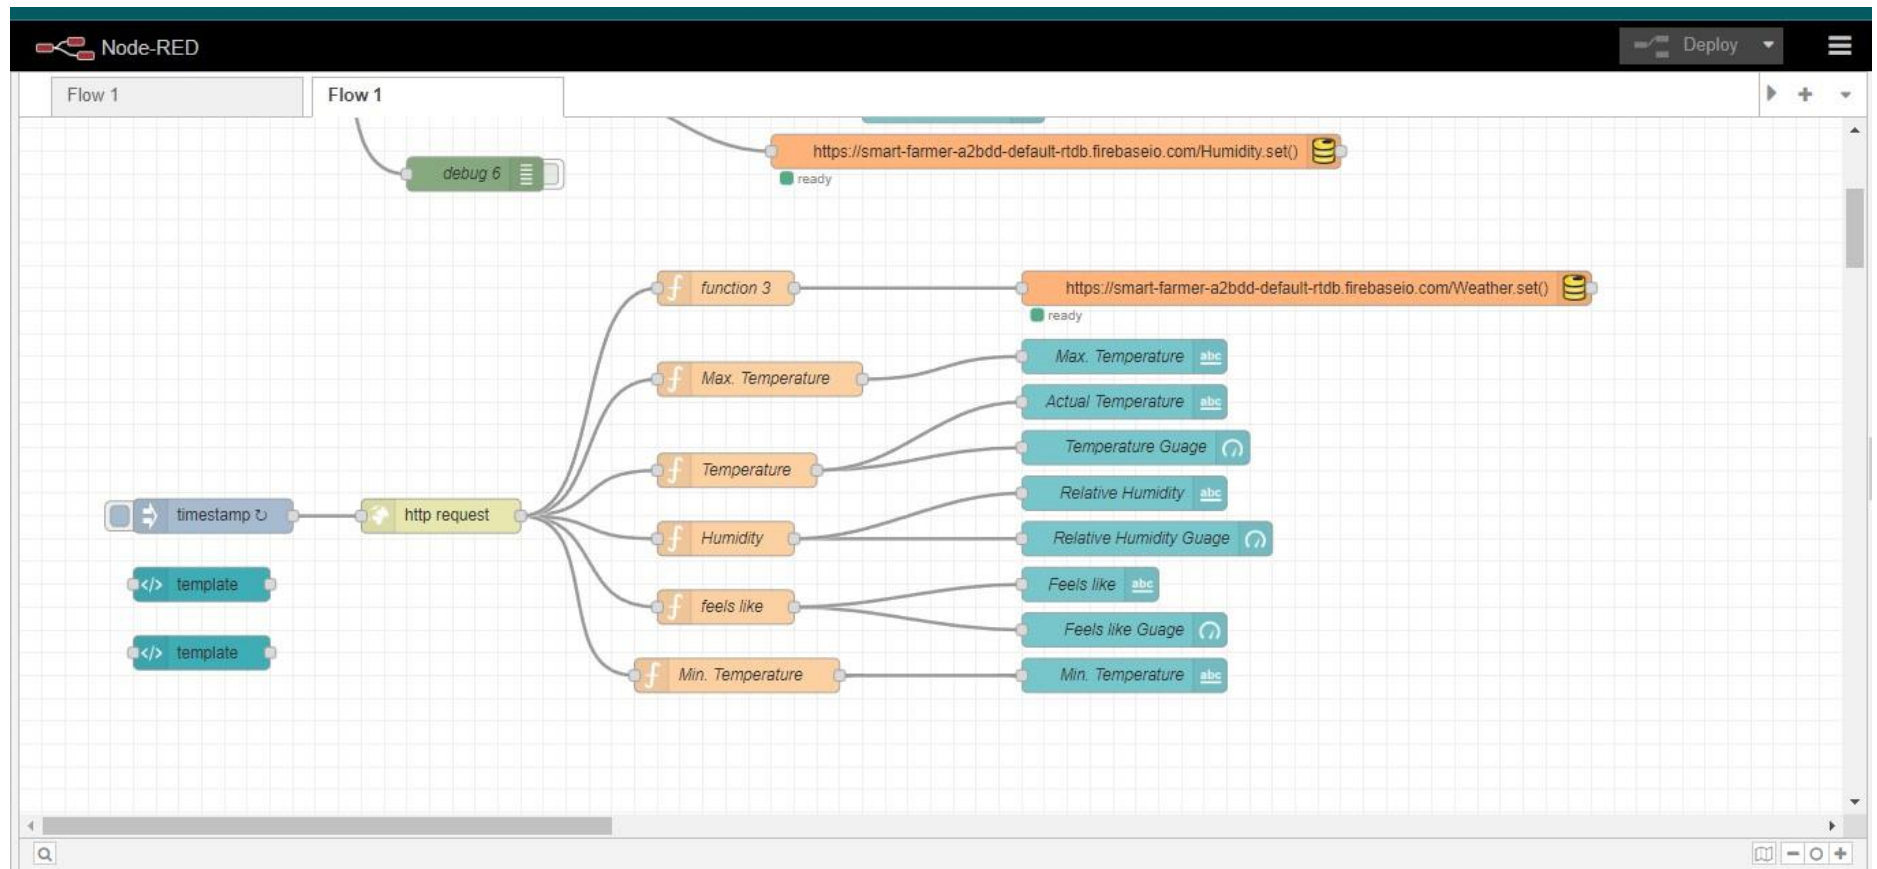 Node-RED
Deploy
Flow 1
Flow 1
https://smart-farmer-a2bdd-default-rtdb.firebaseio.com/Humidity.set()
debug 6
ready
function 3
https://smart-farmer-a2bdd-default-rtdb.firebaseio.com/Weather.set()
ready
Max. Temperature abc
Max. Temperature
Actual Temperature abc
Temperature Guage
Temperature
Relative Humidity abc
timestamp ↻
http request
Humidity
Relative Humidity Guage
</> template
Feels like abc
feels like
Feels like Guage
</> template
Min. Temperature
Min. Temperature abc